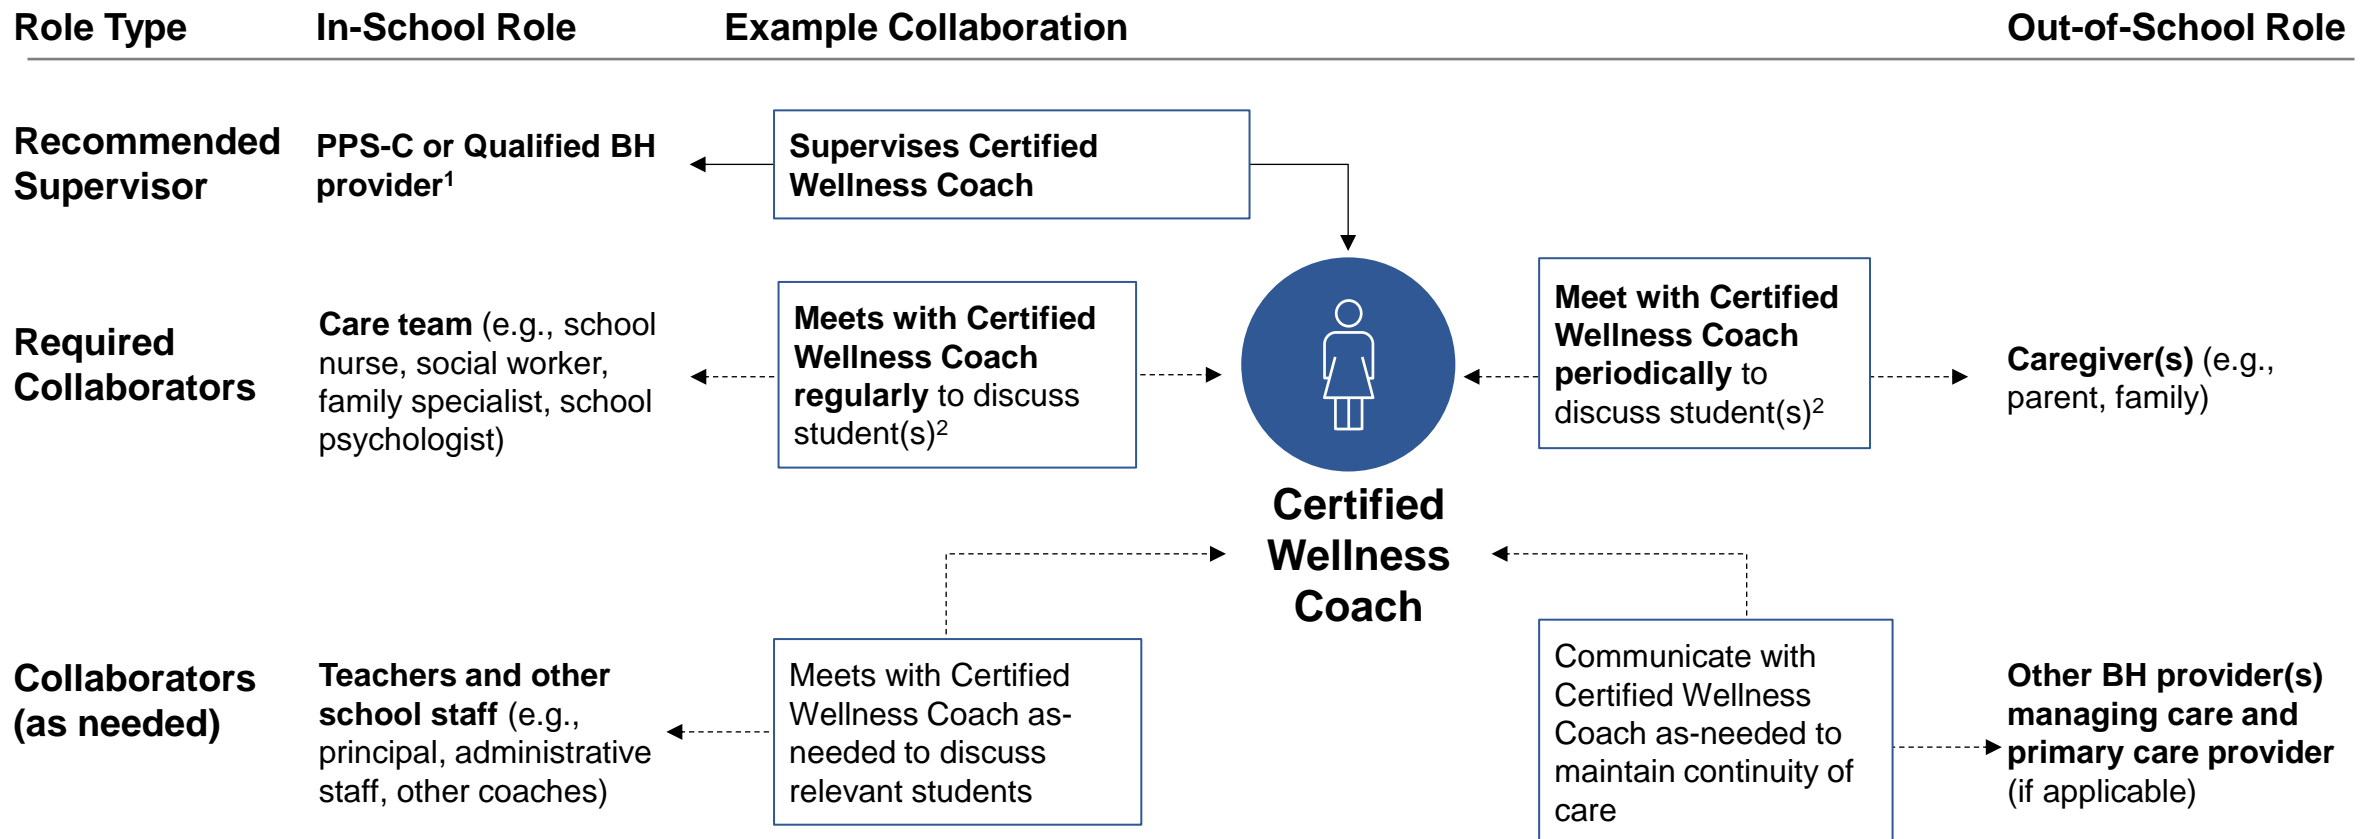 Role Type
In-School Role
Example Collaboration
Out-of-School Role
Recommended
Supervisor
PPS-C or Qualified BH
provider¹
Supervises Certified
Wellness Coach
Required
Collaborators
Care team (e.g., school
nurse, social worker,
family specialist, school
psychologist)
Meets with Certified
Wellness Coach
regularly to discuss
student(s)²
Meet with Certified
Wellness Coach
periodically to
discuss student(s)²
Caregiver(s) (e.g.,
parent, family)
Certified
Wellness
Coach
Collaborators
(as needed)
Teachers and other
school staff (e.g.,
principal, administrative
staff, other coaches)
Meets with Certified
Wellness Coach as-
needed to discuss
relevant students
Communicate with
Certified Wellness
Coach as-needed to
maintain continuity of
care
Other BH provider(s)
managing care and
primary care provider
(if applicable)